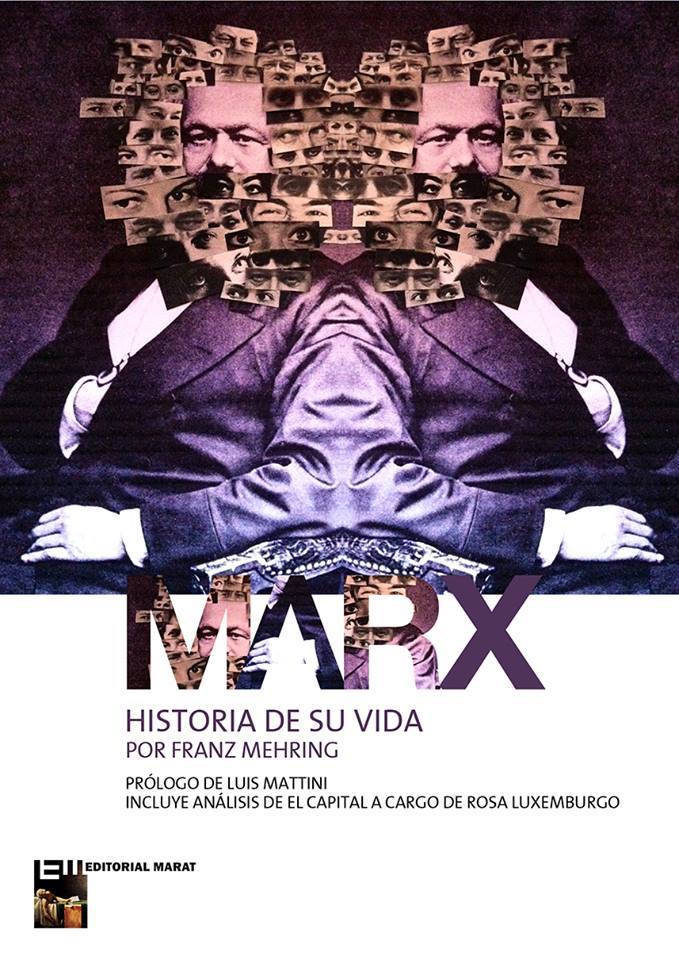 MARX
HISTORIA DE SU VIDA
POR FRANZ MEHRING
PRÓLOGO DE LUIS MATTINI
INCLUYE ANÁLISIS DE EL CAPITAL A CARGO DE ROSA LUXEMBURGO
EM EDITORIAL MARAT